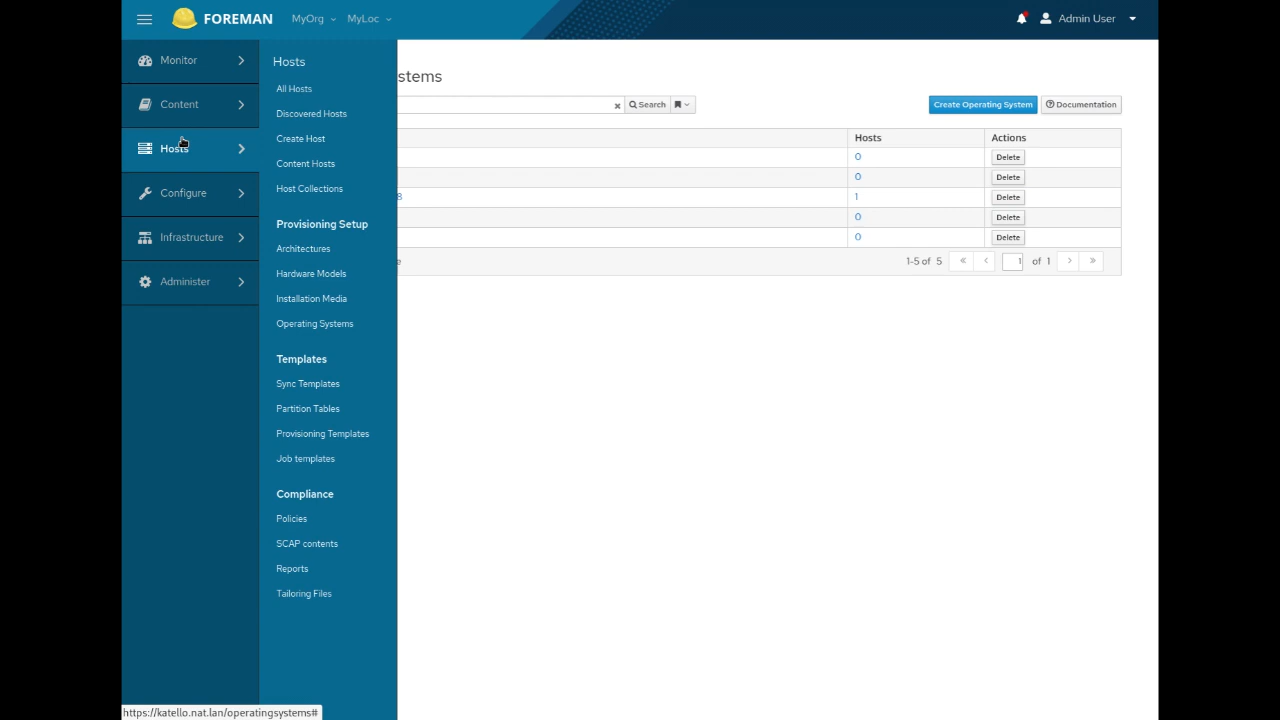 FOREMAN MyOrg MyLoc Admin User
Monitor
Content
Hosts
Configure
Infrastructure
Administer
Hosts
All Hosts
Discovered Hosts
Create Host
Content Hosts
Host Collections
Provisioning Setup
Architectures
Hardware Models
Installation Media
Operating Systems
Templates
Sync Templates
Partition Tables
Provisioning Templates
Job templates
Compliance
Policies
SCAP contents
Reports
Tailoring Files
stems
Search Create Operating System Documentation
Hosts Actions
0 Delete
0 Delete
8 1 Delete
0 Delete
0 Delete
1-5 of 5 « ‹ 1 of 1 › »
https://katello.nat.lan/operatingsystems#